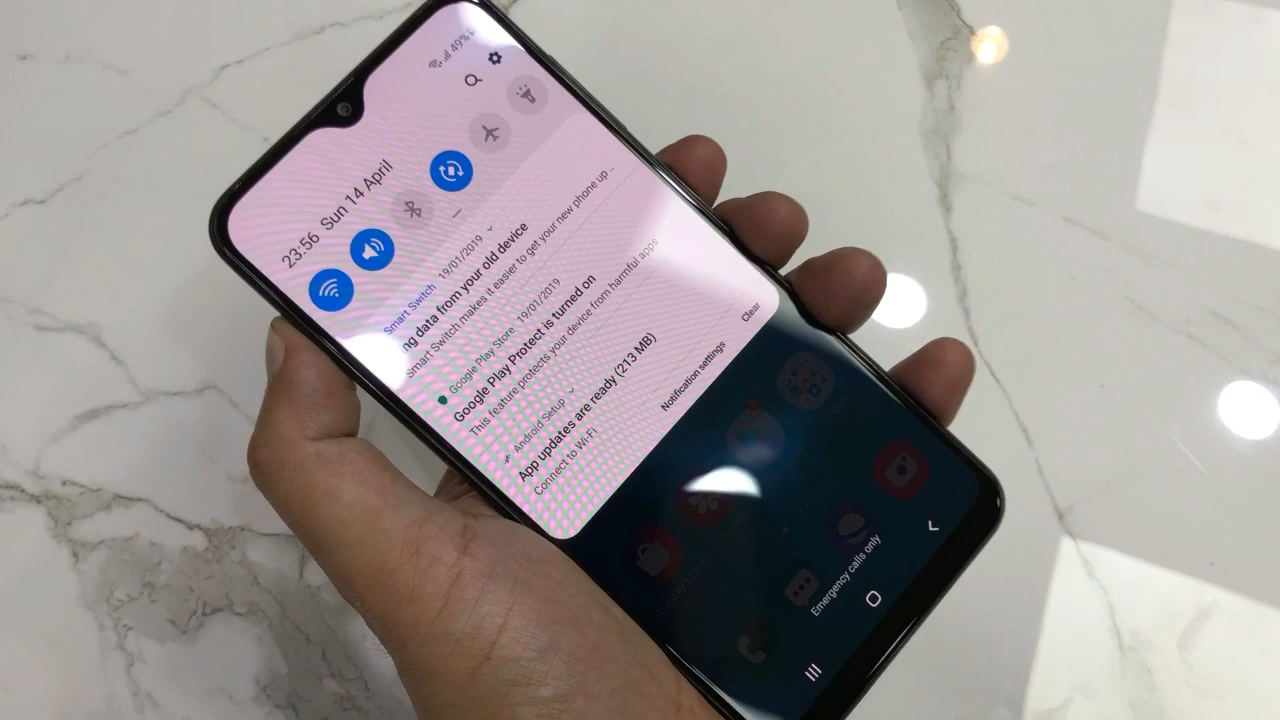 49%
23:56 Sun 14 April
Smart Switch 19/01/2019
ng data from your old device
Smart Switch makes it easier to get your new phone up ..
Google Play Store 19/01/2019
Google Play Protect is turned on
This feature protects your device from harmful apps
Android Setup
App updates are ready (213 MB)
Connect to Wi-Fi
Notification settings
Clear
Galaxy Store
Emergency calls only